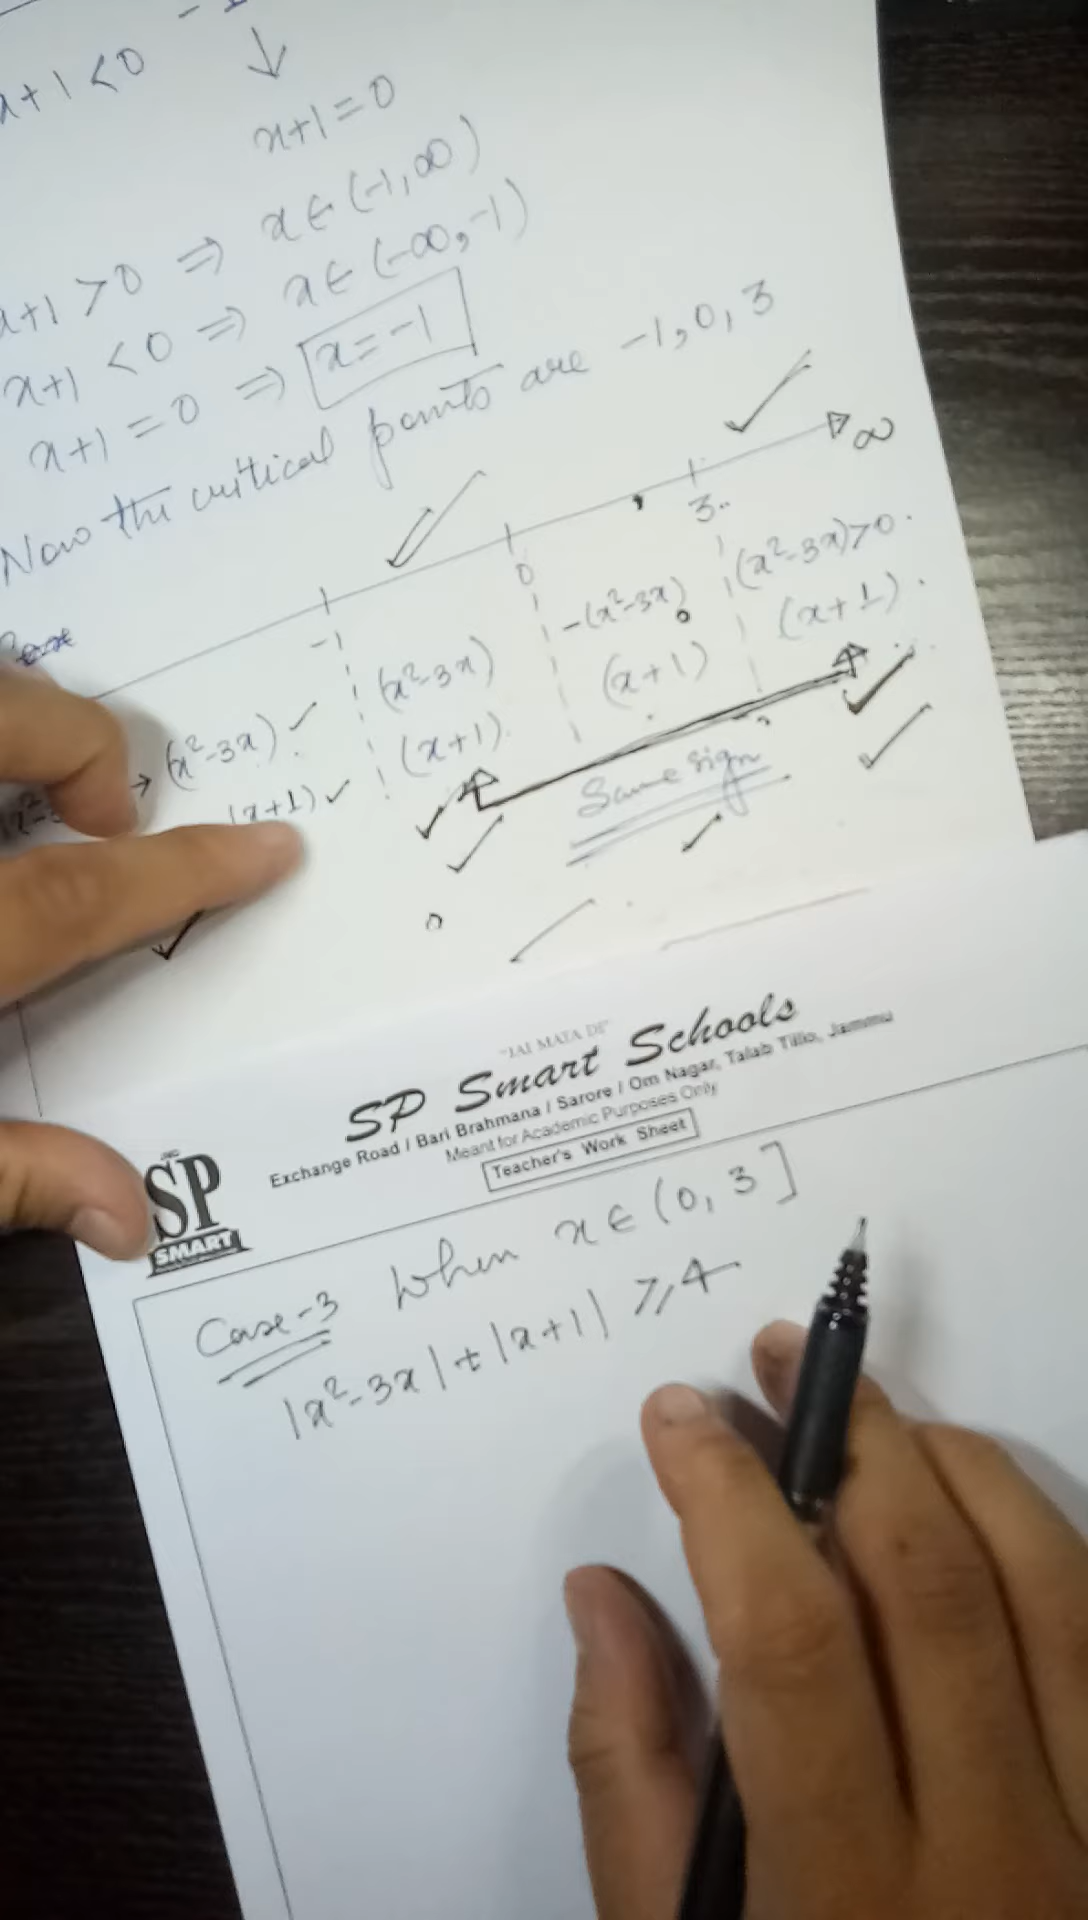 x+1<0
x+1=0
x+1>0 ⇒ x∈(-1,∞)
x+1<0 ⇒ x∈(-∞,-1)
x+1=0 ⇒ x=-1
Now the critical points are -1,0,3
∞
-1 0 3
(x²-3x) (x²-3x) -(x²-3x) (x²-3x)>0
(x+1) (x+1) (x+1) (x+1)
Same sign
"JAI MATA DI"
SP Smart Schools
Exchange Road / Bari Brahmana / Sarore / Om Nagar, Talab Tillo, Jammu
Meant for Academic Purposes Only
Teacher's Work Sheet
SP
SMART
Case-3 When x∈(0,3]
|x²-3x|+|x+1|⩾4